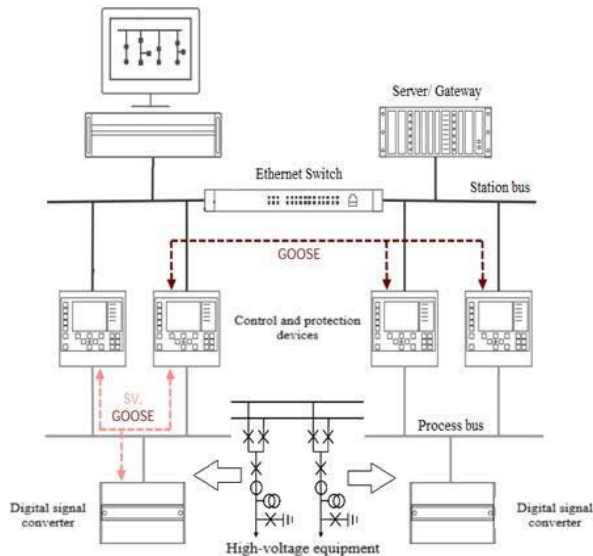 Server/ Gateway
Ethernet Switch
Station bus
GOOSE
Control and protection
devices
SV,
GOOSE
Process bus
Digital signal
converter
Digital signal
converter
High-voltage equipment